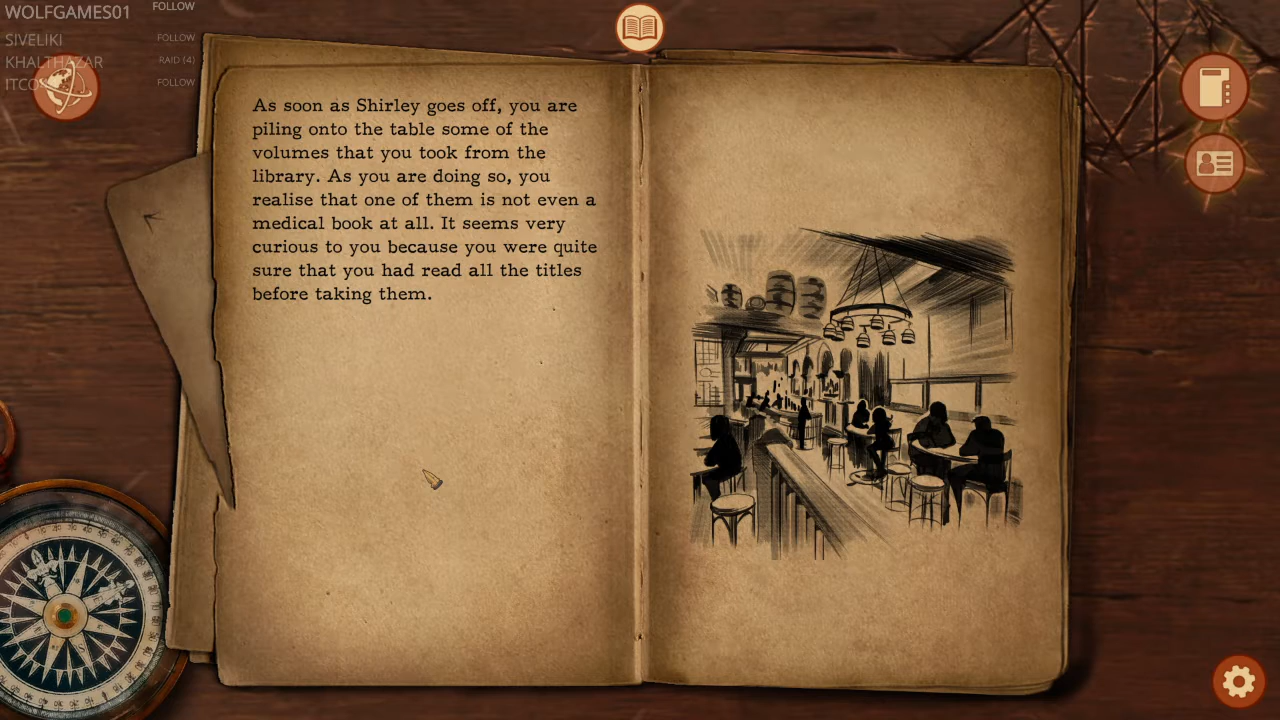 WOLFGAMES01 FOLLOW
SIVELIKI FOLLOW
KHALTHAZAR RAID (4)
FOLLOW
As soon as Shirley goes off, you are
piling onto the table some of the
volumes that you took from the
library. As you are doing so, you
realise that one of them is not even a
medical book at all. It seems very
curious to you because you were quite
sure that you had read all the titles
before taking them.